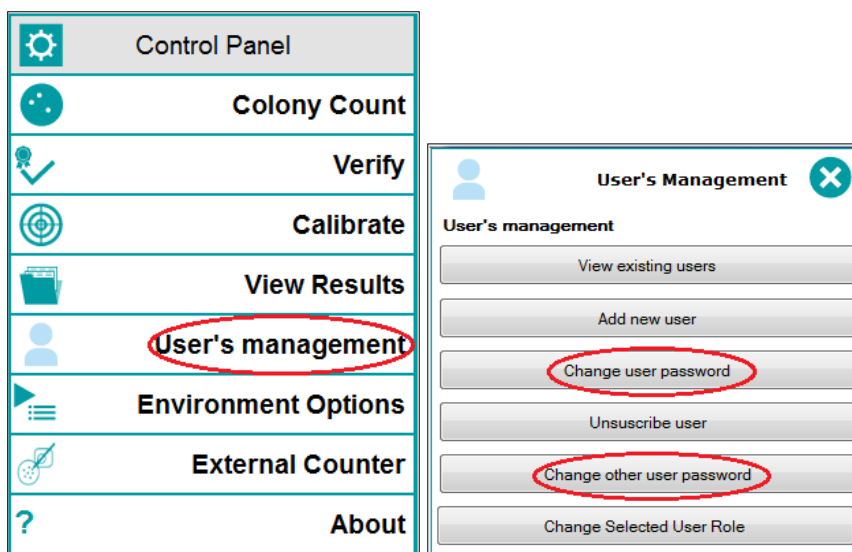 Control Panel
Colony Count
Verify
Calibrate
View Results
User's management
Environment Options
External Counter
? About
User's Management
User's management
View existing users
Add new user
Change user password
Unsuscribe user
Change other user password
Change Selected User Role